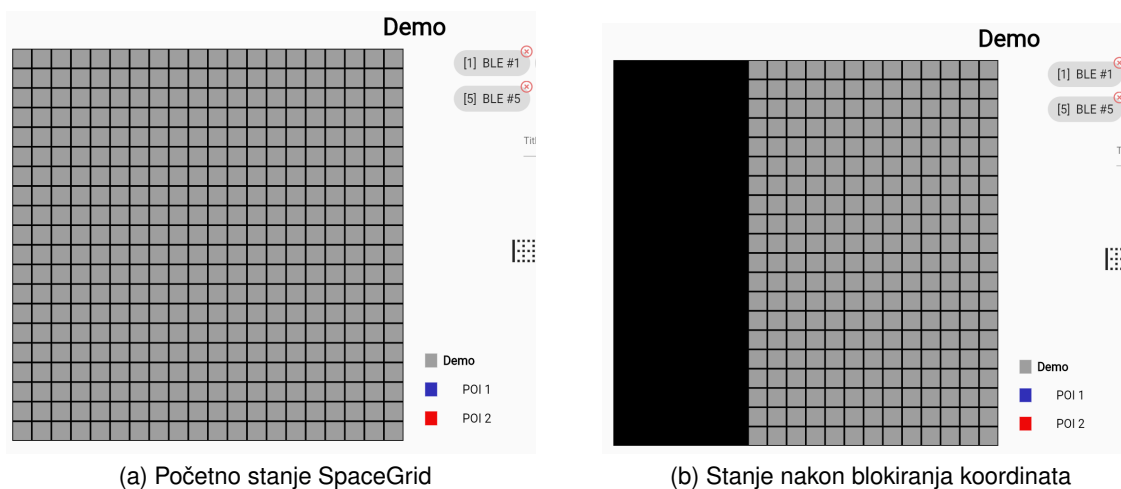 Demo
[1] BLE #1
[5] BLE #5
Demo
POI 1
POI 2
(a) Početno stanje SpaceGrid
Demo
[1] BLE #1
[5] BLE #5
Demo
POI 1
POI 2
(b) Stanje nakon blokiranja koordinata